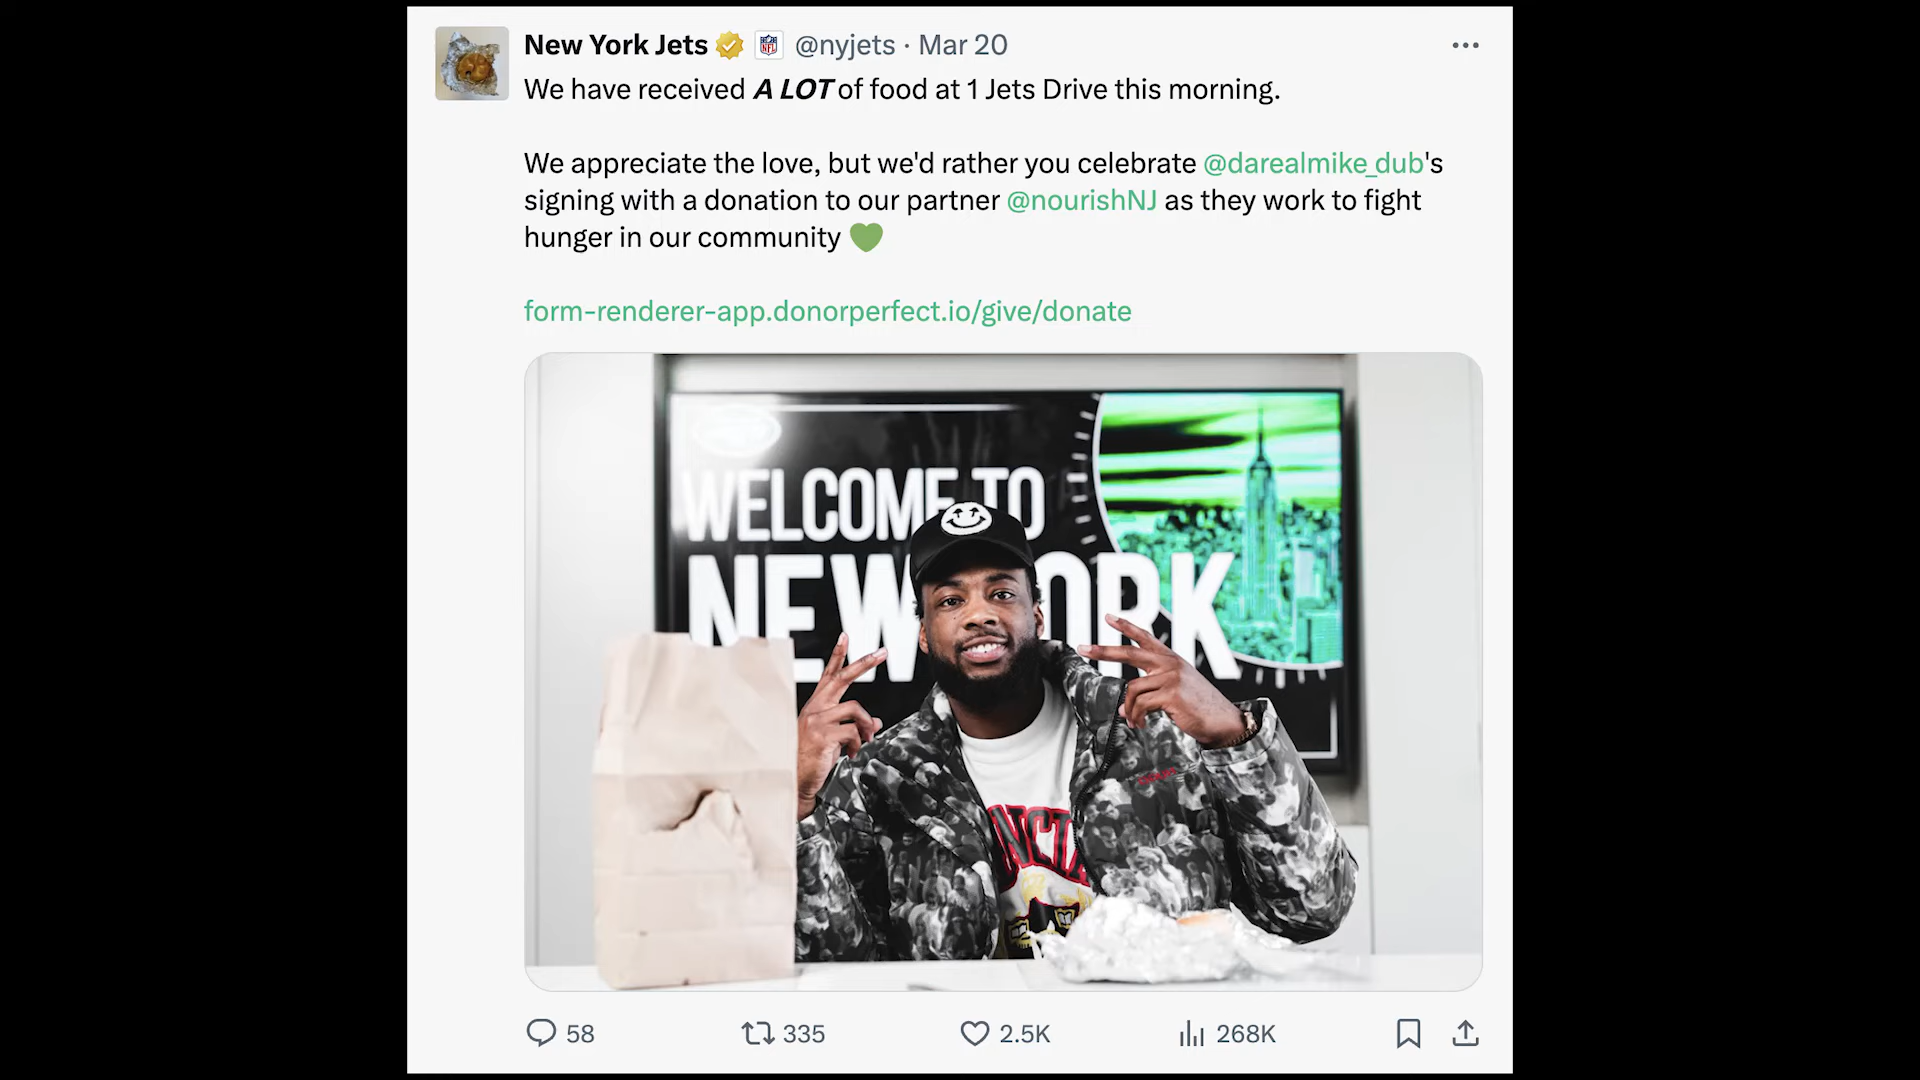 New York Jets @nyjets · Mar 20
We have received A LOT of food at 1 Jets Drive this morning.
We appreciate the love, but we'd rather you celebrate @darealmike_dub's
signing with a donation to our partner @nourishNJ as they work to fight
hunger in our community 💚
form-renderer-app.donorperfect.io/give/donate
WELCOME TO
NEW YORK
58 335 2.5K 268K